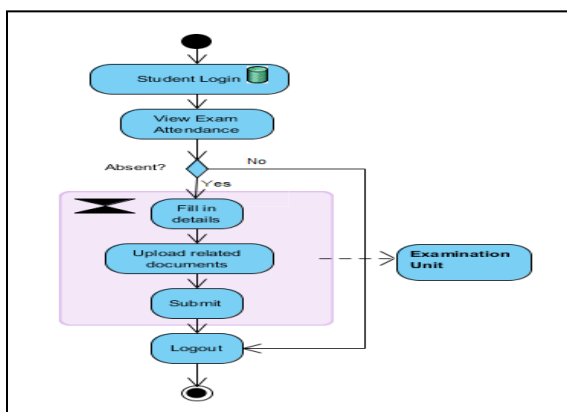 Student Login
View Exam
Attendance
Absent?
No
Yes
Fill in
details
Upload related
documents
Examination
Unit
Submit
Logout